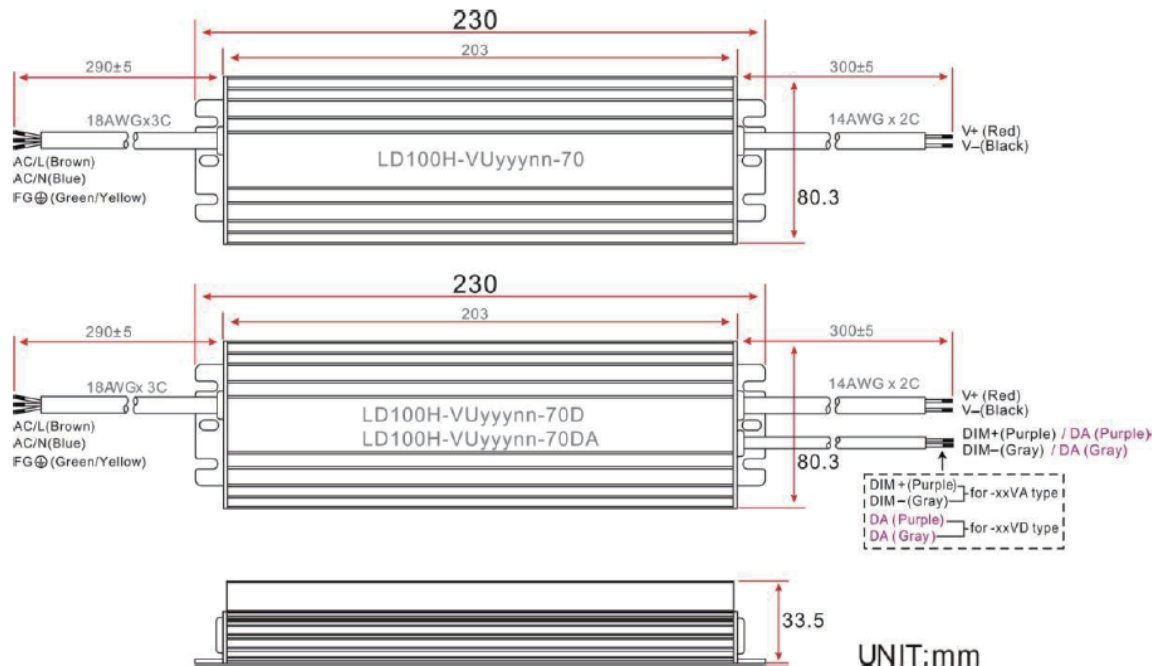 230
203
290±5
300±5
18AWGx3C
14AWG x 2C
V+ (Red)
V–(Black)
AC/L(Brown)
AC/N(Blue)
FG⏚(Green/Yellow)
LD100H-VUyyynn-70
80.3
230
203
290±5
300±5
18AWGx 3C
14AWG x 2C
V+ (Red)
V–(Black)
AC/L(Brown)
AC/N(Blue)
FG⏚(Green/Yellow)
LD100H-VUyyynn-70D
LD100H-VUyyynn-70DA
DIM+(Purple) / DA (Purple)
DIM–(Gray) / DA (Gray)
80.3
DIM+(Purple)
DIM–(Gray)
for -xxVA type
DA (Purple)
DA (Gray)
for -xxVD type
33.5
UNIT:mm